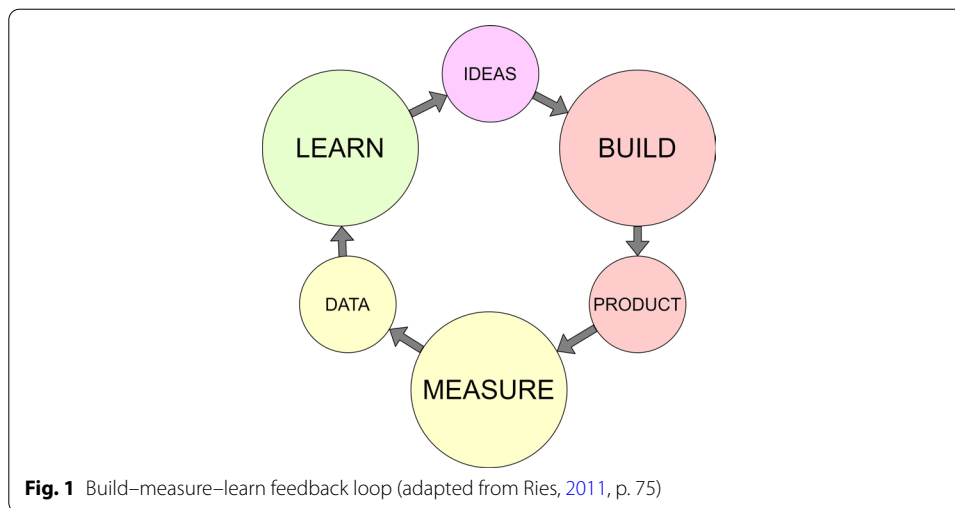 IDEAS
LEARN
BUILD
DATA
PRODUCT
MEASURE
Fig. 1 Build–measure–learn feedback loop (adapted from Ries, 2011, p. 75)